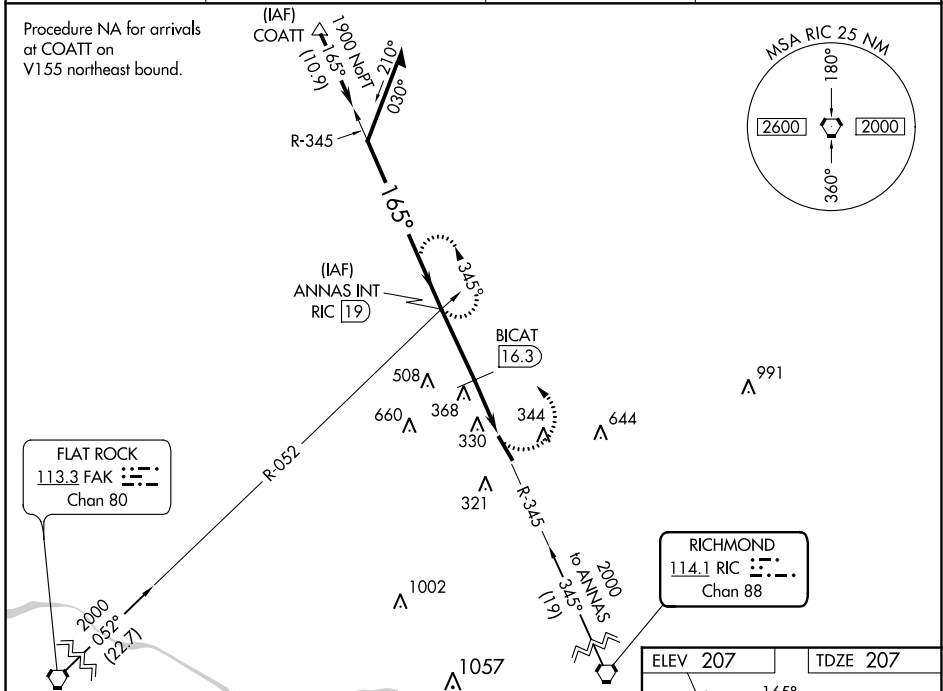 Procedure NA for arrivals
at COATT on
V155 northeast bound.
(IAF)
COATT
1900 NoPT
165°
(10.9)
210°
030°
R-345
165°
MSA RIC 25 NM
180°
2600
2000
360°
(IAF)
ANNAS INT
RIC 19
345°
BICAT
16.3
508
368
660
330
344
644
991
321
R-052
R-345
FLAT ROCK
113.3 FAK
Chan 80
RICHMOND
114.1 RIC
Chan 88
2000
to ANNAS
345°
(19)
2000
052°
(22.7)
1002
1057
ELEV 207
TDZE 207
165°